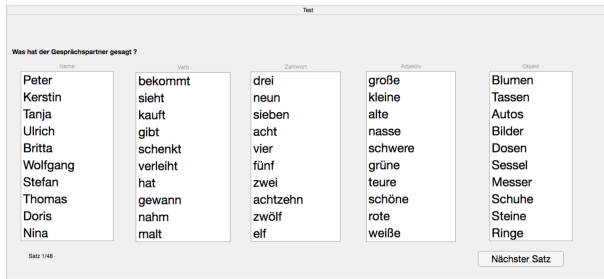 Test
Was hat der Gesprächspartner gesagt ?
Name Verb Zahlwort Adjektiv Objekt
Peter bekommt drei große Blumen
Kerstin sieht neun kleine Tassen
Tanja kauft sieben alte Autos
Ulrich gibt acht nasse Bilder
Britta schenkt vier schwere Dosen
Wolfgang verleiht fünf grüne Sessel
Stefan hat zwei teure Messer
Thomas gewann achtzehn schöne Schuhe
Doris nahm zwölf rote Steine
Nina malt elf weiße Ringe
Satz 1/48 Nächster Satz